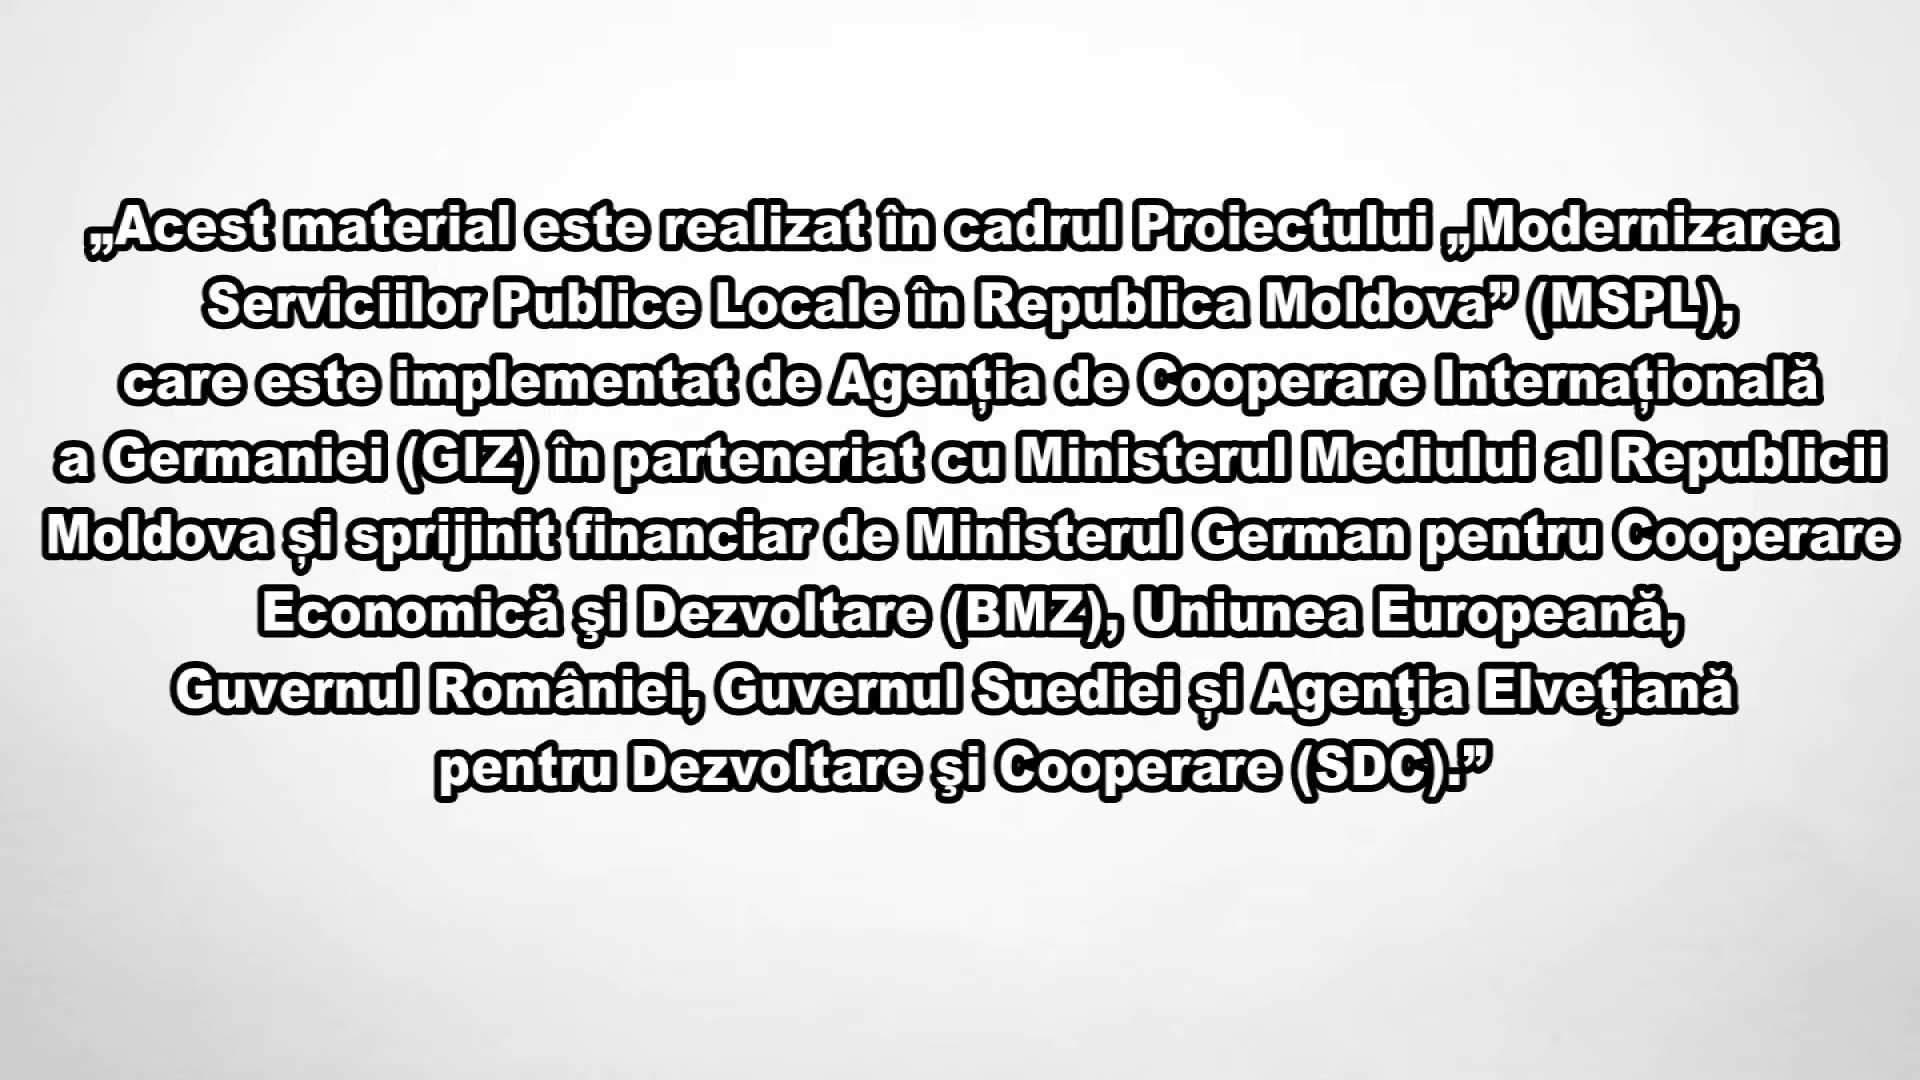 „Acest material este realizat în cadrul Proiectului „Modernizarea
Serviciilor Publice Locale în Republica Moldova” (MSPL),
care este implementat de Agenția de Cooperare Internațională
a Germaniei (GIZ) în parteneriat cu Ministerul Mediului al Republicii
Moldova și sprijinit financiar de Ministerul German pentru Cooperare
Economică şi Dezvoltare (BMZ), Uniunea Europeană,
Guvernul României, Guvernul Suediei și Agenţia Elveţiană
pentru Dezvoltare şi Cooperare (SDC).”